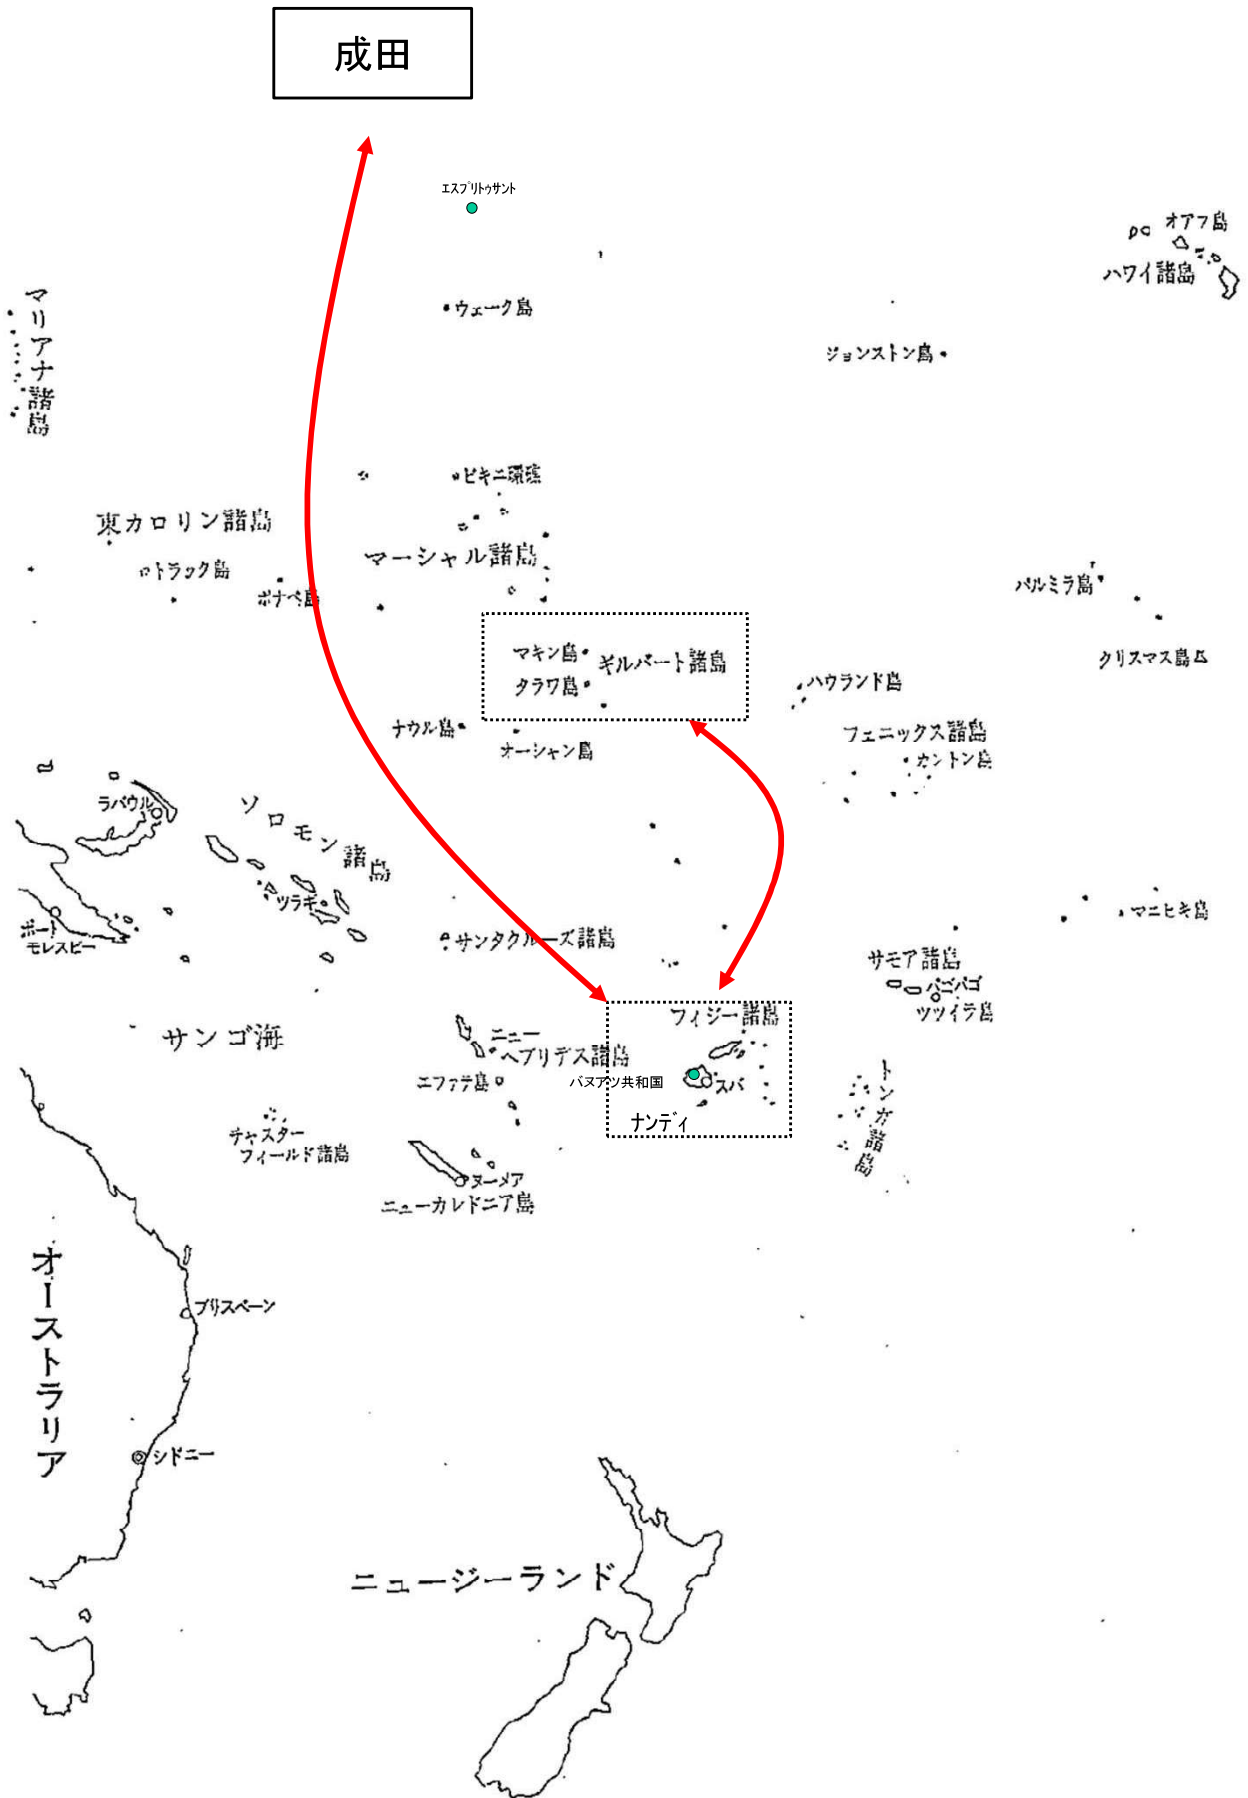 成田
エスプリトゥサント
オアフ島
ハワイ諸島
ウェーク島
マリアナ諸島
ジョンストン島
ビキニ環礁
東カロリン諸島
マーシャル諸島
トラック島
ポナペ島
パルミラ島
マキン島
ギルバート諸島
タラワ島
クリスマス島
ハウランド島
ナウル島
オーシャン島
フェニックス諸島
カントン島
ラバウル
ソロモン諸島
ツラギ
ポート
モレスビー
サンタクルーズ諸島
マニヒキ島
サモア諸島
パゴパゴ
ツツイラ島
フィジー諸島
サンゴ海
ニュー
ヘブリデス諸島
エファテ島
バヌアツ共和国
スバ
ナンディ
トンガ諸島
チャスター
フィールド諸島
ヌーメア
ニューカレドニア島
オーストラリア
ブリスベーン
シドニー
ニュージーランド